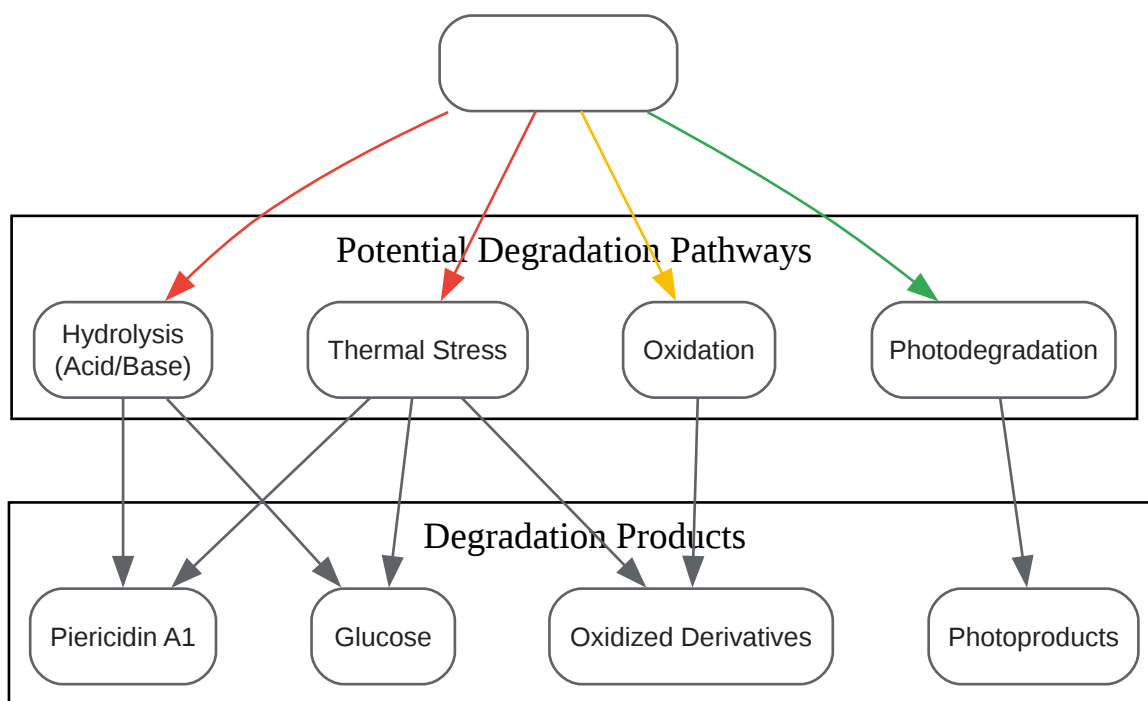 Potential Degradation Pathways
Hydrolysis
(Acid/Base)
Thermal Stress
Oxidation
Photodegradation
Degradation Products
Piericidin A1
Glucose
Oxidized Derivatives
Photoproducts